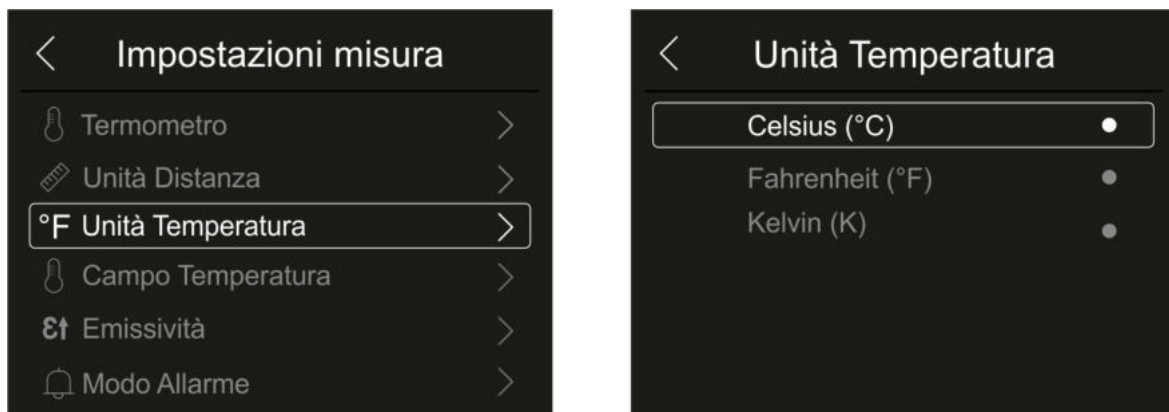 Impostazioni misura
Termometro
Unità Distanza
°F Unità Temperatura
Campo Temperatura
Ɛ Emissività
Modo Allarme
Unità Temperatura
Celsius (°C)
Fahrenheit (°F)
Kelvin (K)